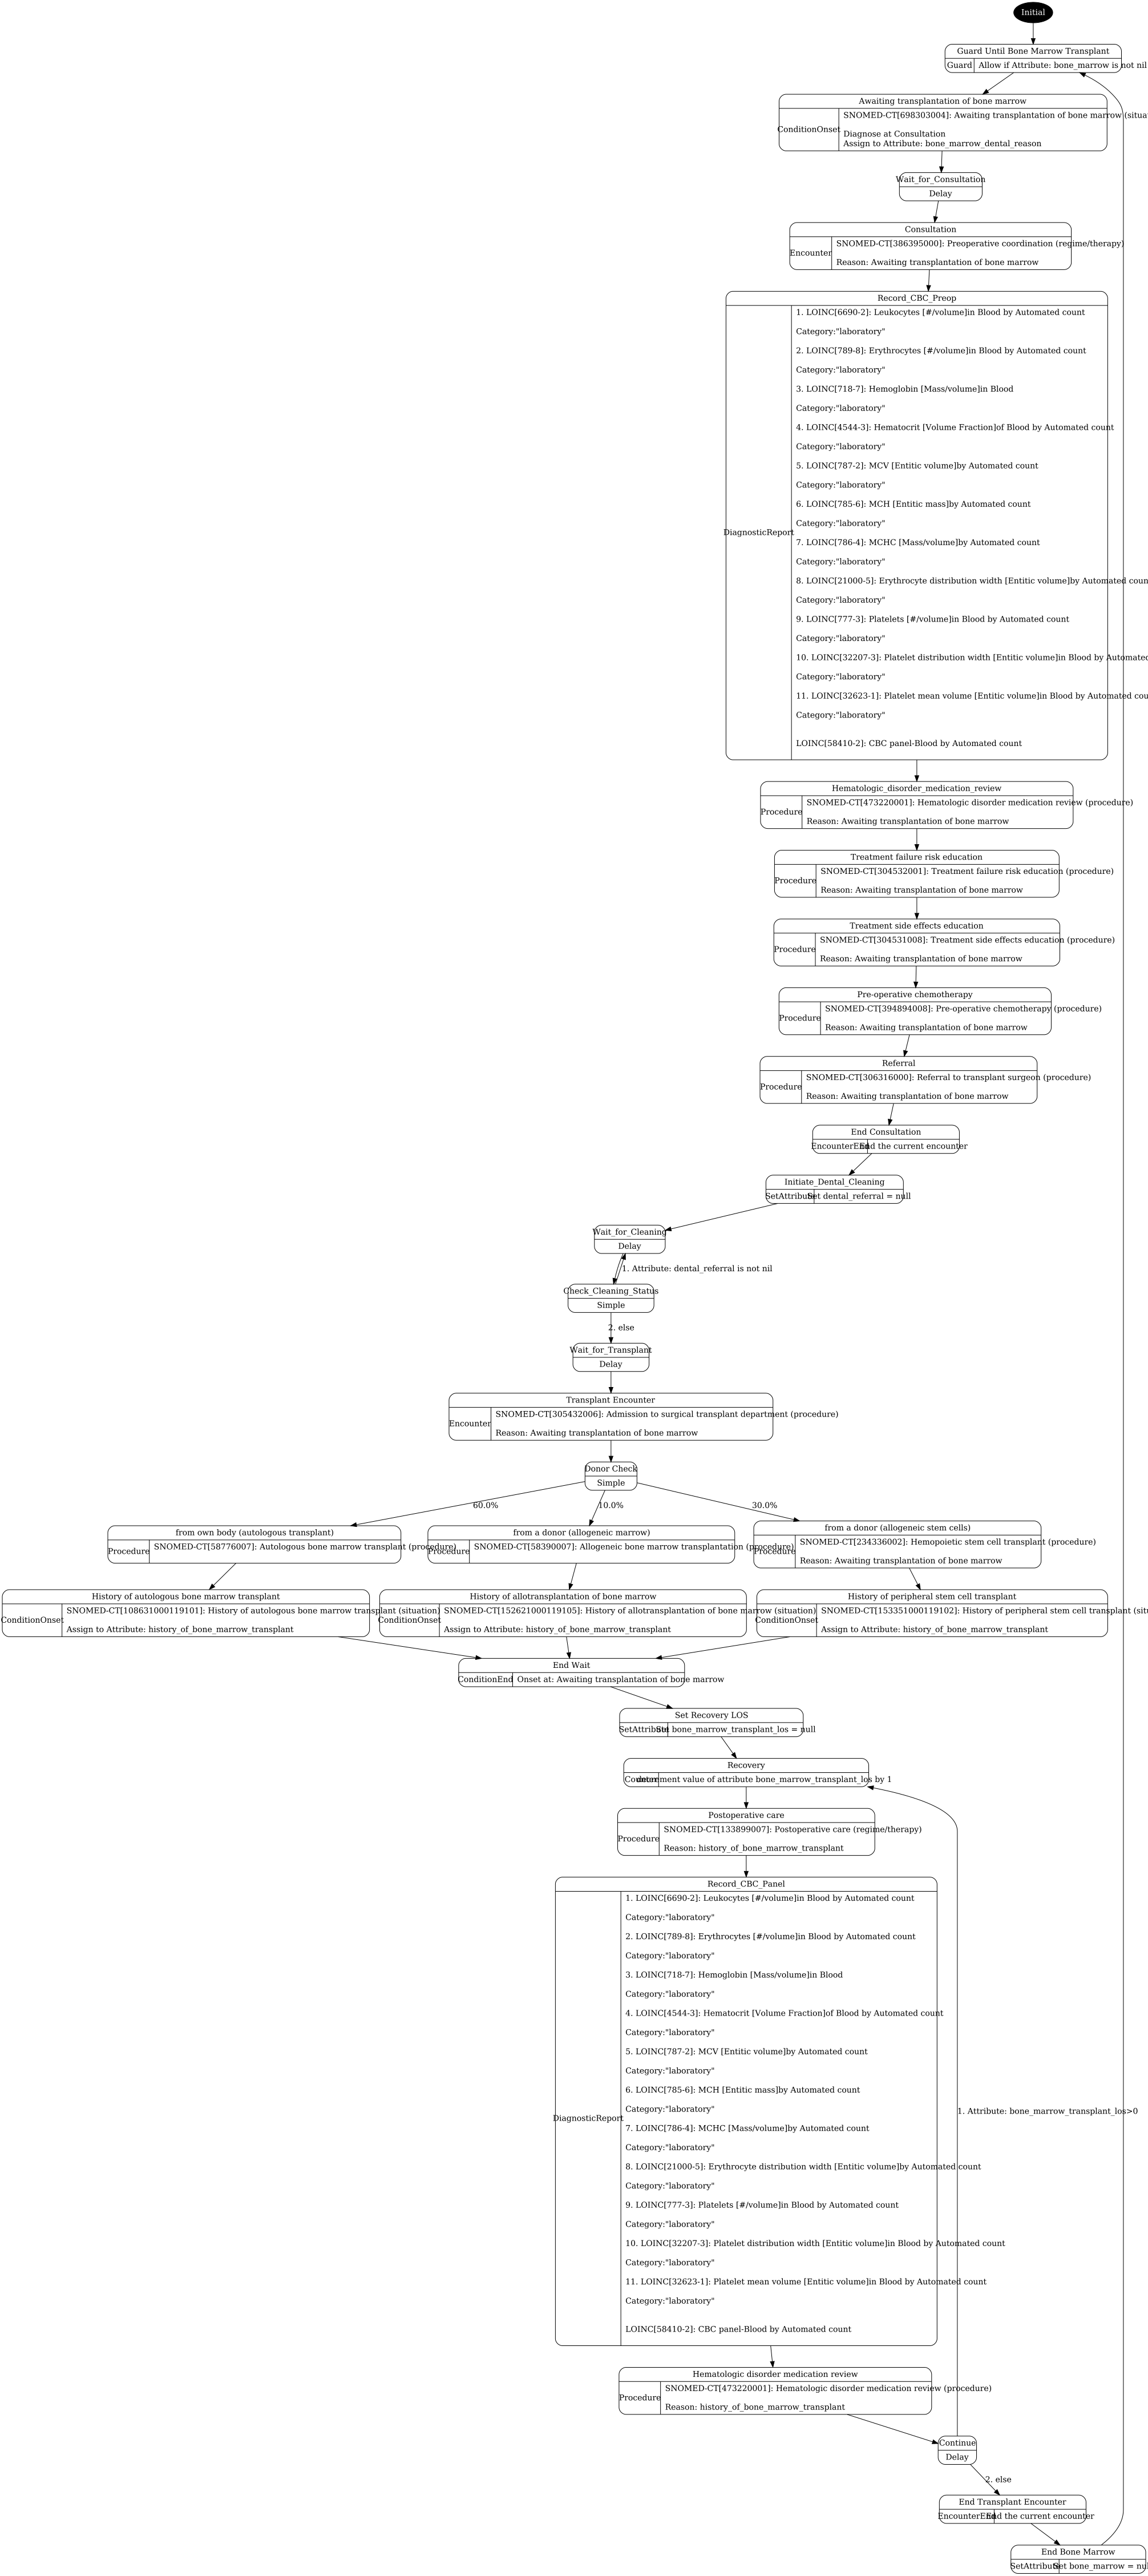 Initial
Guard Until Bone Marrow Transplant
Guard
Allow if Attribute: bone_marrow is not nil
Awaiting transplantation of bone marrow
ConditionOnset
SNOMED-CT[698303004]: Awaiting transplantation of bone marrow (situa
Diagnose at Consultation
Assign to Attribute: bone_marrow_dental_reason
Wait_for_Consultation
Delay
Consultation
Encounter
SNOMED-CT[386395000]: Preoperative coordination (regime/therapy)
Reason: Awaiting transplantation of bone marrow
Record_CBC_Preop
DiagnosticReport
1. LOINC[6690-2]: Leukocytes [#/volume]in Blood by Automated count
Category:"laboratory"
2. LOINC[789-8]: Erythrocytes [#/volume]in Blood by Automated count
Category:"laboratory"
3. LOINC[718-7]: Hemoglobin [Mass/volume]in Blood
Category:"laboratory"
4. LOINC[4544-3]: Hematocrit [Volume Fraction]of Blood by Automated count
Category:"laboratory"
5. LOINC[787-2]: MCV [Entitic volume]by Automated count
Category:"laboratory"
6. LOINC[785-6]: MCH [Entitic mass]by Automated count
Category:"laboratory"
7. LOINC[786-4]: MCHC [Mass/volume]by Automated count
Category:"laboratory"
8. LOINC[21000-5]: Erythrocyte distribution width [Entitic volume]by Automated coun
Category:"laboratory"
9. LOINC[777-3]: Platelets [#/volume]in Blood by Automated count
Category:"laboratory"
10. LOINC[32207-3]: Platelet distribution width [Entitic volume]in Blood by Automated
Category:"laboratory"
11. LOINC[32623-1]: Platelet mean volume [Entitic volume]in Blood by Automated cou
Category:"laboratory"
LOINC[58410-2]: CBC panel-Blood by Automated count
Hematologic_disorder_medication_review
Procedure
SNOMED-CT[473220001]: Hematologic disorder medication review (procedure)
Reason: Awaiting transplantation of bone marrow
Treatment failure risk education
Procedure
SNOMED-CT[304532001]: Treatment failure risk education (procedure)
Reason: Awaiting transplantation of bone marrow
Treatment side effects education
Procedure
SNOMED-CT[304531008]: Treatment side effects education (procedure)
Reason: Awaiting transplantation of bone marrow
Pre-operative chemotherapy
Procedure
SNOMED-CT[394894008]: Pre-operative chemotherapy (procedure)
Reason: Awaiting transplantation of bone marrow
Referral
Procedure
SNOMED-CT[306316000]: Referral to transplant surgeon (procedure)
Reason: Awaiting transplantation of bone marrow
End Consultation
EncounterEnd
End the current encounter
Initiate_Dental_Cleaning
SetAttribute
Set dental_referral = null
Wait_for_Cleaning
Delay
1. Attribute: dental_referral is not nil
Check_Cleaning_Status
Simple
2. else
Wait_for_Transplant
Delay
Transplant Encounter
Encounter
SNOMED-CT[305432006]: Admission to surgical transplant department (procedure)
Reason: Awaiting transplantation of bone marrow
Donor Check
Simple
60.0%
10.0%
30.0%
from own body (autologous transplant)
Procedure
SNOMED-CT[58776007]: Autologous bone marrow transplant (procedure)
from a donor (allogeneic marrow)
Procedure
SNOMED-CT[58390007]: Allogeneic bone marrow transplantation (procedure)
from a donor (allogeneic stem cells)
Procedure
SNOMED-CT[234336002]: Hemopoietic stem cell transplant (procedure)
Reason: Awaiting transplantation of bone marrow
History of autologous bone marrow transplant
ConditionOnset
SNOMED-CT[108631000119101]: History of autologous bone marrow transplant (situation)
Assign to Attribute: history_of_bone_marrow_transplant
History of allotransplantation of bone marrow
ConditionOnset
SNOMED-CT[152621000119105]: History of allotransplantation of bone marrow (situation)
Assign to Attribute: history_of_bone_marrow_transplant
History of peripheral stem cell transplant
ConditionOnset
SNOMED-CT[153351000119102]: History of peripheral stem cell transplant (situ
Assign to Attribute: history_of_bone_marrow_transplant
End Wait
ConditionEnd
Onset at: Awaiting transplantation of bone marrow
Set Recovery LOS
SetAttribute
Set bone_marrow_transplant_los = null
Recovery
Counter
decrement value of attribute bone_marrow_transplant_los by 1
Postoperative care
Procedure
SNOMED-CT[133899007]: Postoperative care (regime/therapy)
Reason: history_of_bone_marrow_transplant
Record_CBC_Panel
DiagnosticReport
1. LOINC[6690-2]: Leukocytes [#/volume]in Blood by Automated count
Category:"laboratory"
2. LOINC[789-8]: Erythrocytes [#/volume]in Blood by Automated count
Category:"laboratory"
3. LOINC[718-7]: Hemoglobin [Mass/volume]in Blood
Category:"laboratory"
4. LOINC[4544-3]: Hematocrit [Volume Fraction]of Blood by Automated count
Category:"laboratory"
5. LOINC[787-2]: MCV [Entitic volume]by Automated count
Category:"laboratory"
6. LOINC[785-6]: MCH [Entitic mass]by Automated count
Category:"laboratory"
7. LOINC[786-4]: MCHC [Mass/volume]by Automated count
Category:"laboratory"
8. LOINC[21000-5]: Erythrocyte distribution width [Entitic volume]by Automated count
Category:"laboratory"
9. LOINC[777-3]: Platelets [#/volume]in Blood by Automated count
Category:"laboratory"
10. LOINC[32207-3]: Platelet distribution width [Entitic volume]in Blood by Automated count
Category:"laboratory"
11. LOINC[32623-1]: Platelet mean volume [Entitic volume]in Blood by Automated count
Category:"laboratory"
LOINC[58410-2]: CBC panel-Blood by Automated count
1. Attribute: bone_marrow_transplant_los>0
Hematologic disorder medication review
Procedure
SNOMED-CT[473220001]: Hematologic disorder medication review (procedure)
Reason: history_of_bone_marrow_transplant
Continue
Delay
2. else
End Transplant Encounter
EncounterEnd
End the current encounter
End Bone Marrow
SetAttribute
Set bone_marrow = nu